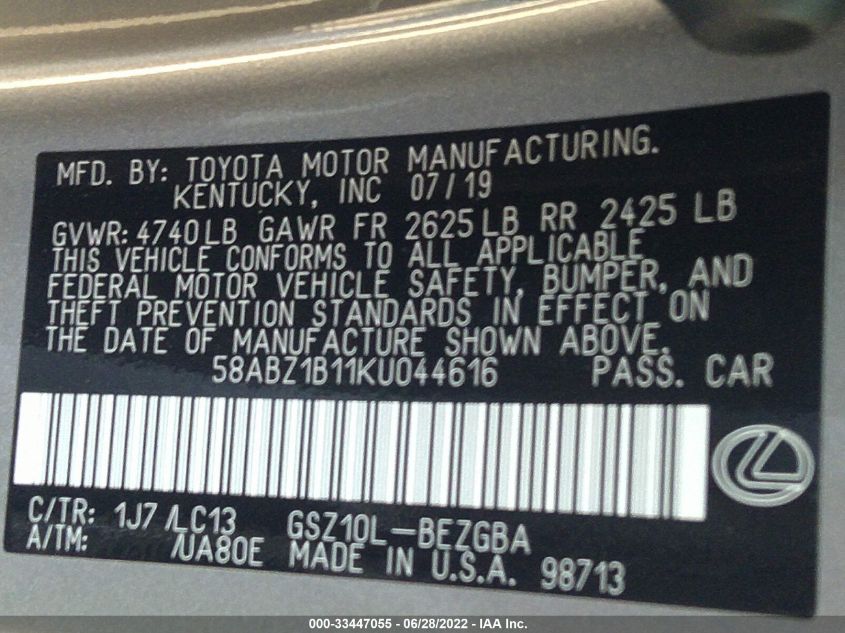 MFD. BY: TOYOTA MOTOR MANUFACTURING.
KENTUCKY, INC 07/19
GVWR: 4740LB GAWR FR 2625LB RR 2425 LB
THIS VEHICLE CONFORMS TO ALL APPLICABLE
FEDERAL MOTOR VEHICLE SAFETY, BUMPER, AND
THEFT PREVENTION STANDARDS IN EFFECT ON
THE DATE OF MANUFACTURE SHOWN ABOVE.
58ABZ1B11KU044616 PASS. CAR
C/TR: 1J7 /LC13 GSZ10L-BEZGBA
A/TM: /UA80E MADE IN U.S.A. 98713
000-33447055 - 06/28/2022 - IAA Inc.